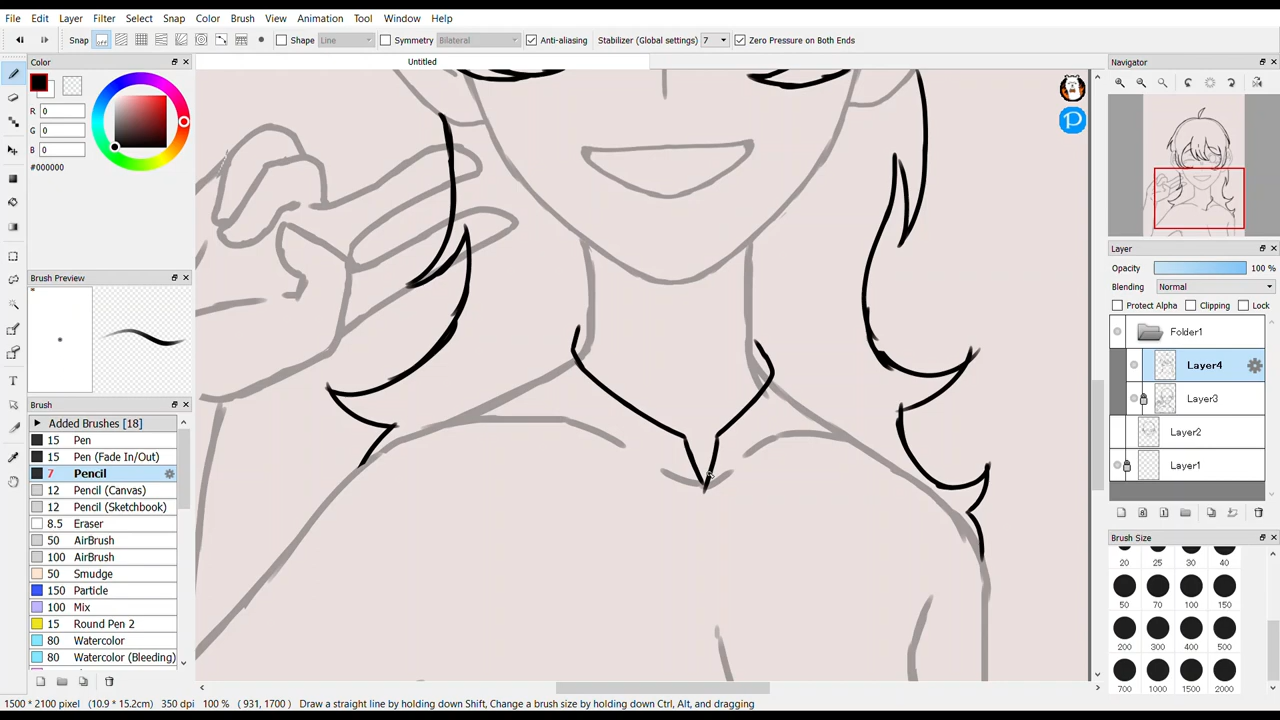 File Edit Layer Filter Select Snap Color Brush View Animation Tool Window Help
Snap off Shape Line Symmetry Bilateral Anti-aliasing Stabilizer (Global settings) 7 Zero Pressure on Both Ends
Color
Untitled
Navigator
R 0
G 0
B 0
#000000
Layer
Opacity 100 %
Blending Normal
Protect Alpha Clipping Lock
Folder1
Layer4
Layer3
Layer2
Layer1
Brush Preview
Brush
Added Brushes [18]
15 Pen
15 Pen (Fade In/Out)
7 Pencil
12 Pencil (Canvas)
12 Pencil (Sketchbook)
8.5 Eraser
50 AirBrush
100 AirBrush
50 Smudge
150 Particle
100 Mix
15 Round Pen 2
80 Watercolor
80 Watercolor (Bleeding)
Brush Size
20 25 30 40
50 70 100 150
200 300 400 500
700 1000 1500 2000
1500 * 2100 pixel (10.9 * 15.2cm) 350 dpi 100 % ( 931, 1700 ) Draw a straight line by holding down Shift, Change a brush size by holding down Ctrl, Alt, and dragging